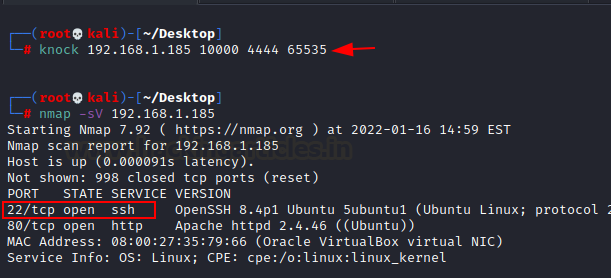 (root💀kali)-[~/Desktop]
# knock 192.168.1.185 10000 4444 65535
(root💀kali)-[~/Desktop]
# nmap -sV 192.168.1.185
Starting Nmap 7.92 ( https://nmap.org ) at 2022-01-16 14:59 EST
Nmap scan report for 192.168.1.185
Host is up (0.000091s latency).
Not shown: 998 closed tcp ports (reset)
PORT   STATE SERVICE VERSION
22/tcp open  ssh     OpenSSH 8.4p1 Ubuntu 5ubuntu1 (Ubuntu Linux; protocol 2
80/tcp open  http    Apache httpd 2.4.46 ((Ubuntu))
MAC Address: 08:00:27:35:79:66 (Oracle VirtualBox virtual NIC)
Service Info: OS: Linux; CPE: cpe:/o:linux:linux_kernel